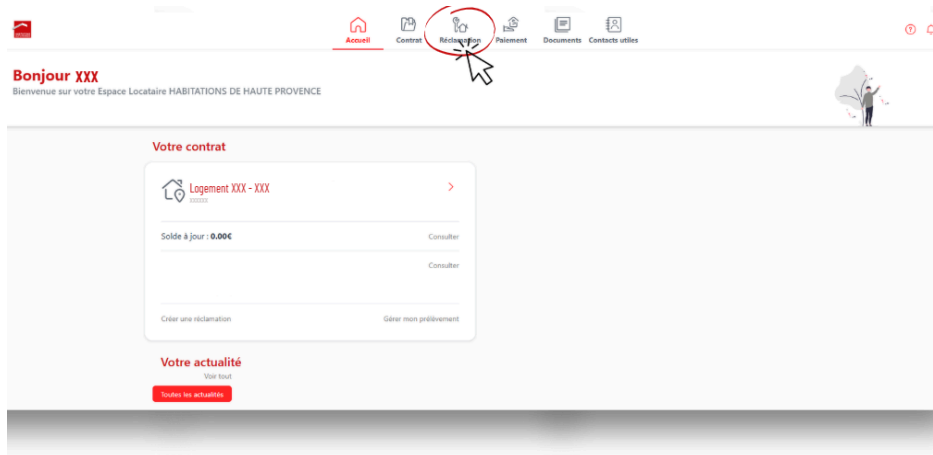 Accueil Contrat Réclamation Paiement Documents Contacts utiles
Bonjour XXX
Bienvenue sur votre Espace Locataire HABITATIONS DE HAUTE PROVENCE
Votre contrat
Logement XXX - XXX
XXXXXX
Solde à jour : 0.00€ Consulter
Consulter
Créer une réclamation Gérer mon prélèvement
Votre actualité
Voir tout
Toutes les actualités